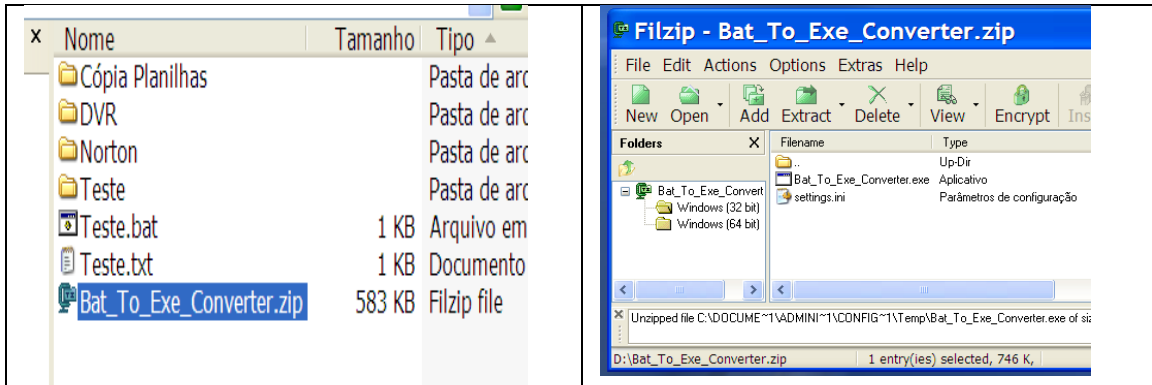 x Nome Tamanho Tipo
Cópia Planilhas Pasta de arc
DVR Pasta de arc
Norton Pasta de arc
Teste Pasta de arc
Teste.bat 1 KB Arquivo em
Teste.txt 1 KB Documento
Bat_To_Exe_Converter.zip 583 KB Filzip file
Filzip - Bat_To_Exe_Converter.zip
File Edit Actions Options Extras Help
New Open Add Extract Delete View Encrypt Ins
Folders X Filename Type
.. Up-Dir
Bat_To_Exe_Convert Bat_To_Exe_Converter.exe Aplicativo
Windows (32 bit) settings.ini Parâmetros de configuração
Windows (64 bit)
Unzipped file C:\DOCUME~1\ADMINI~1\CONFIG~1\Temp\Bat_To_Exe_Converter.exe of siz
D:\Bat_To_Exe_Converter.zip 1 entry(ies) selected, 746 K,